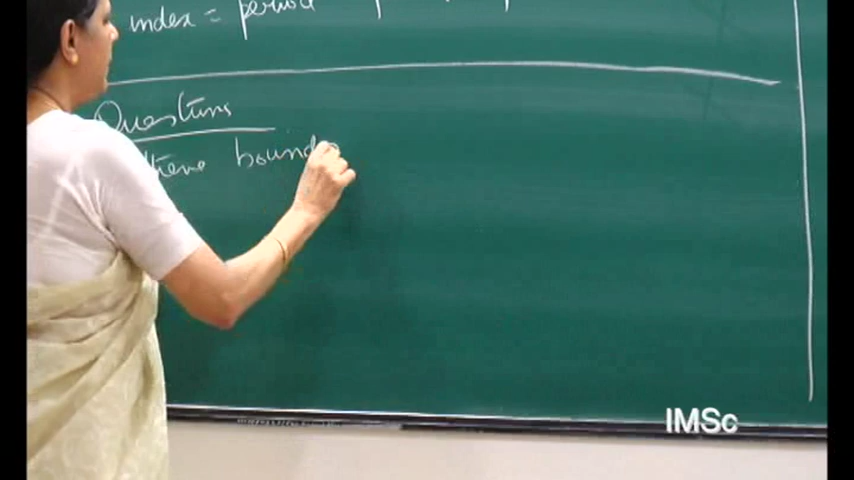 index = period
Questions
there bound
IMSc